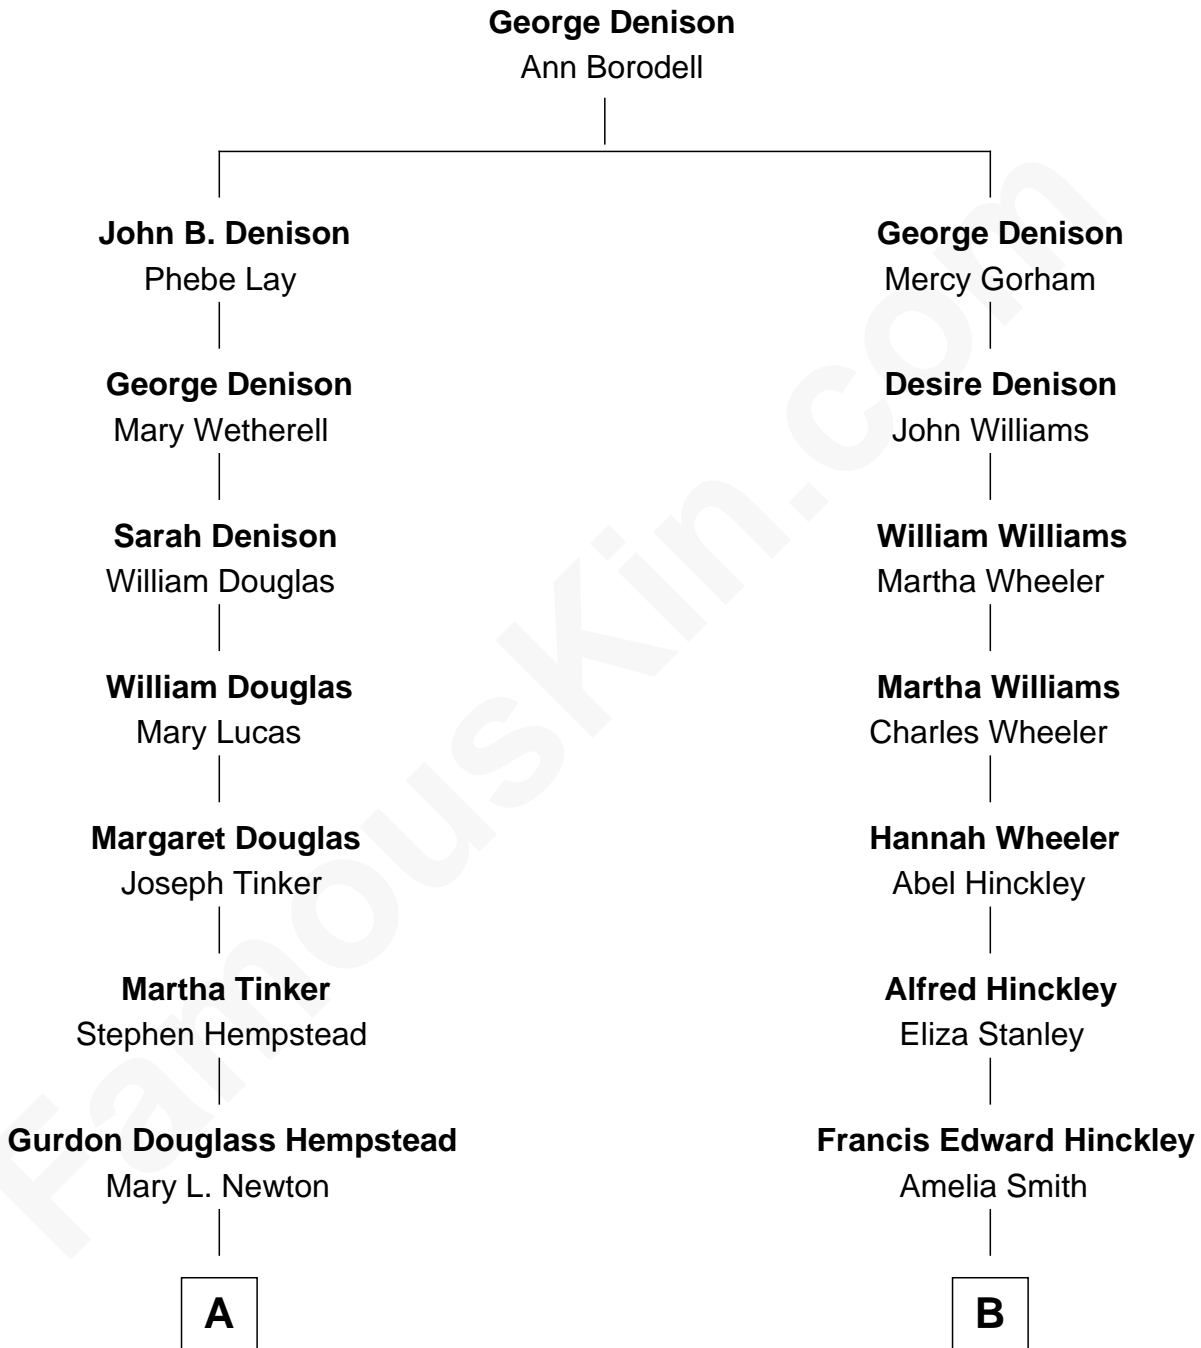 George Denison
Ann Borodell
John B. Denison
Phebe Lay
George Denison
Mercy Gorham
George Denison
Mary Wetherell
Desire Denison
John Williams
Sarah Denison
William Douglas
William Williams
Martha Wheeler
William Douglas
Mary Lucas
Martha Williams
Charles Wheeler
Margaret Douglas
Joseph Tinker
Hannah Wheeler
Abel Hinckley
Martha Tinker
Stephen Hempstead
Alfred Hinckley
Eliza Stanley
Gurdon Douglass Hempstead
Mary L. Newton
Francis Edward Hinckley
Amelia Smith
A
B
FamousKin.com